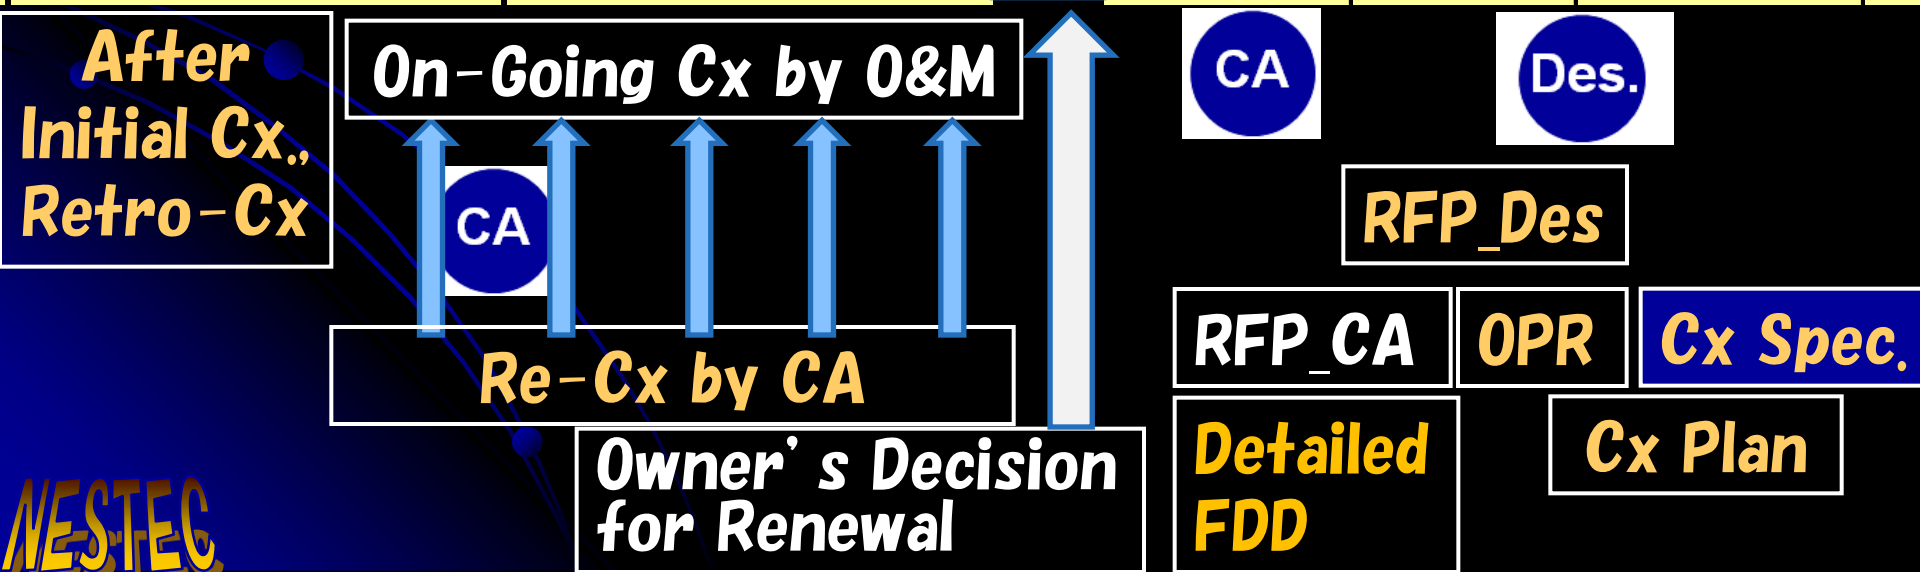 After
Initial Cx.,
Retro-Cx
On-Going Cx by O&M
CA
Re-Cx by CA
Owner's Decision
for Renewal
NESTEC
CA
Des.
RFP_Des
RFP_CA
OPR
Cx Spec.
Detailed
FDD
Cx Plan